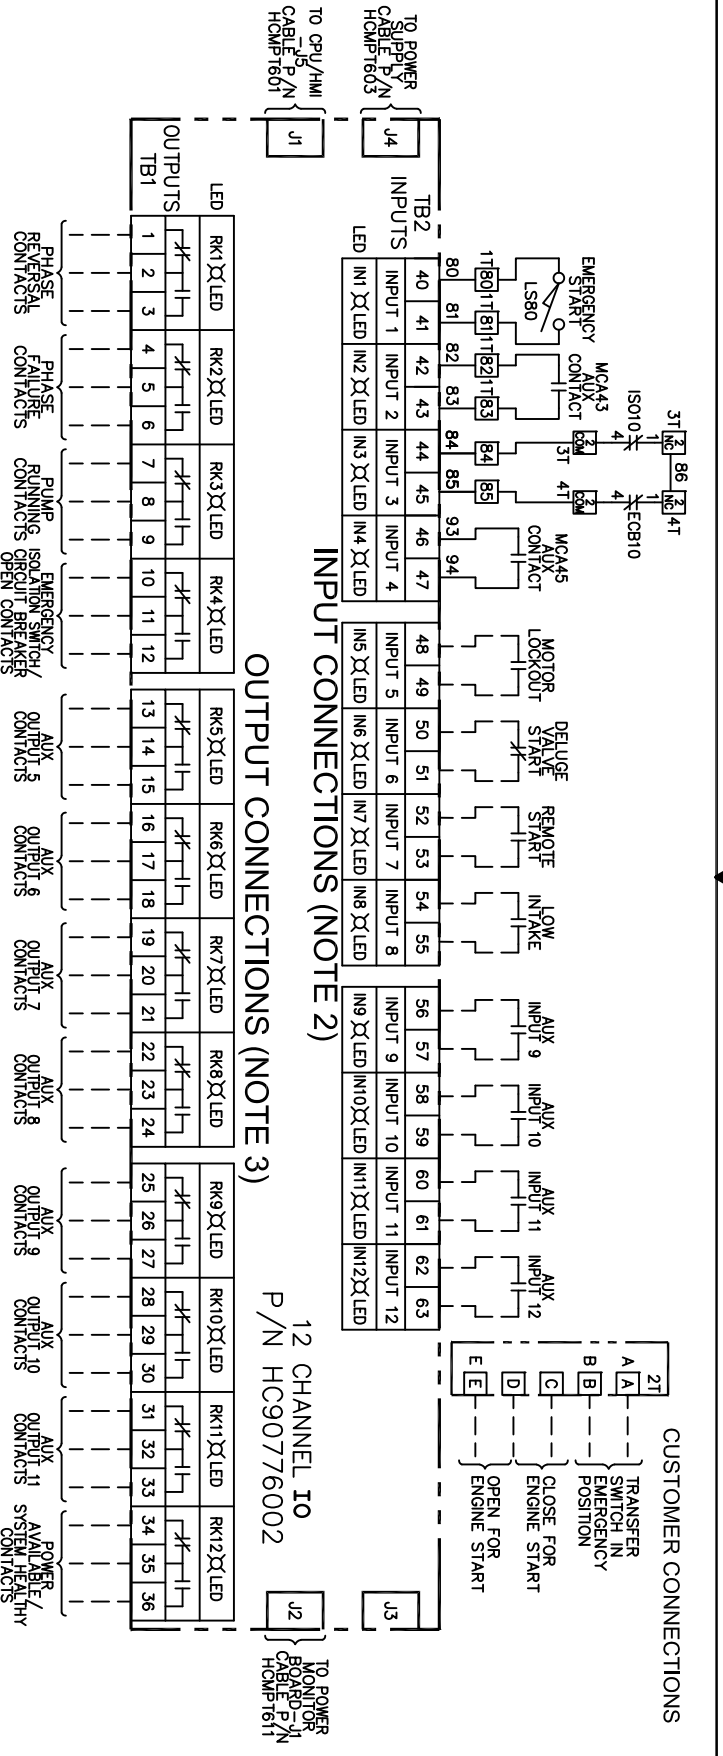 CUSTOMER CONNECTIONS
2T
A
A
B
B
C
D
E
E
TRANSFER
SWITCH IN
EMERGENCY
POSITION
CLOSE FOR
ENGINE START
OPEN FOR
ENGINE START
TO POWER
SUPPLY
CABLE P/N
HCMPT603
J4
TO CPU/HMI
-J5
CABLE P/N
HCMPT601
J1
EMERGENCY
START
LS80
MCA43
AUX
CONTACT
3T
2
NC
86
2
NC
4T
1
ISO10
4
1
ECB10
4
2
COM
3T
2
COM
4T
MCA45
AUX
CONTACT
MOTOR
LOCKOUT
DELUGE
VALVE
START
REMOTE
START
LOW
INTAKE
AUX
INPUT 9
AUX
INPUT 10
AUX
INPUT 11
AUX
INPUT 12
1T 80 1T 81 1T 82 1T 83 84 85
80 81 82 83 84 85 93 94
TB2
INPUTS
40 41 42 43 44 45 46 47 48 49 50 51 52 53 54 55 56 57 58 59 60 61 62 63
INPUT 1 INPUT 2 INPUT 3 INPUT 4 INPUT 5 INPUT 6 INPUT 7 INPUT 8 INPUT 9 INPUT 10 INPUT 11 INPUT 12
LED
IN1 LED IN2 LED IN3 LED IN4 LED IN5 LED IN6 LED IN7 LED IN8 LED IN9 LED IN10 LED IN11 LED IN12 LED
INPUT CONNECTIONS (NOTE 2)
OUTPUT CONNECTIONS (NOTE 3)
12 CHANNEL IO
P/N HC90776002
J3
J2
TO POWER
MONITOR
BOARD-J1
CABLE P/N
HCMPT611
LED
RK1 LED RK2 LED RK3 LED RK4 LED RK5 LED RK6 LED RK7 LED RK8 LED RK9 LED RK10 LED RK11 LED RK12 LED
OUTPUTS
TB1
1 2 3 4 5 6 7 8 9 10 11 12 13 14 15 16 17 18 19 20 21 22 23 24 25 26 27 28 29 30 31 32 33 34 35 36
PHASE
REVERSAL
CONTACTS
PHASE
FAILURE
CONTACTS
PUMP
RUNNING
CONTACTS
EMERGENCY
ISOLATION SWITCH/
CIRCUIT BREAKER
OPEN CONTACTS
AUX
OUTPUT 5
CONTACTS
AUX
OUTPUT 6
CONTACTS
AUX
OUTPUT 7
CONTACTS
AUX
OUTPUT 8
CONTACTS
AUX
OUTPUT 9
CONTACTS
AUX
OUTPUT 10
CONTACTS
AUX
OUTPUT 11
CONTACTS
POWER
AVAILABLE/
SYSTEM HEALTHY
CONTACTS